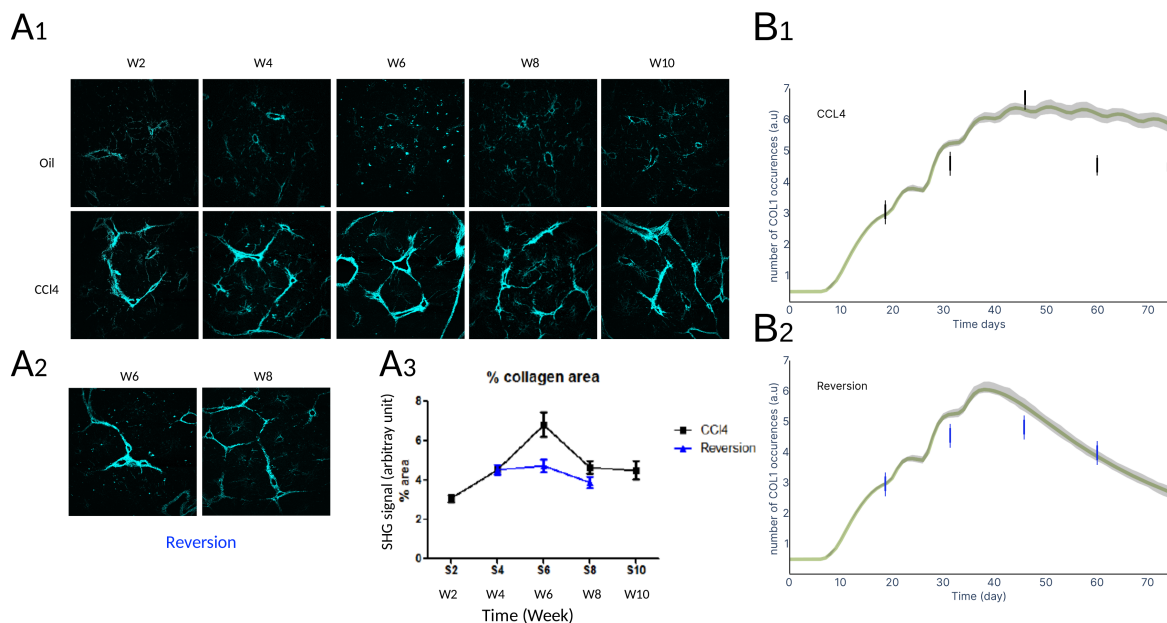 A1
W2 W4 W6 W8 W10
Oil
CCl4
A2
W6 W8
Reversion
A3
% collagen area
SHG signal (arbitray unit)
% area
8
6
4
2
0
CCl4
Reversion
S2 S4 S6 S8 S10
W2 W4 W6 W8 W10
Time (Week)
B1
CCL4
number of COL1 occurences (a.u)
7
6
5
4
3
2
1
0 10 20 30 40 50 60 70
Time days
B2
Reversion
number of COL1 occurences (a.u)
7
6
5
4
3
2
1
0 10 20 30 40 50 60 70
Time (day)